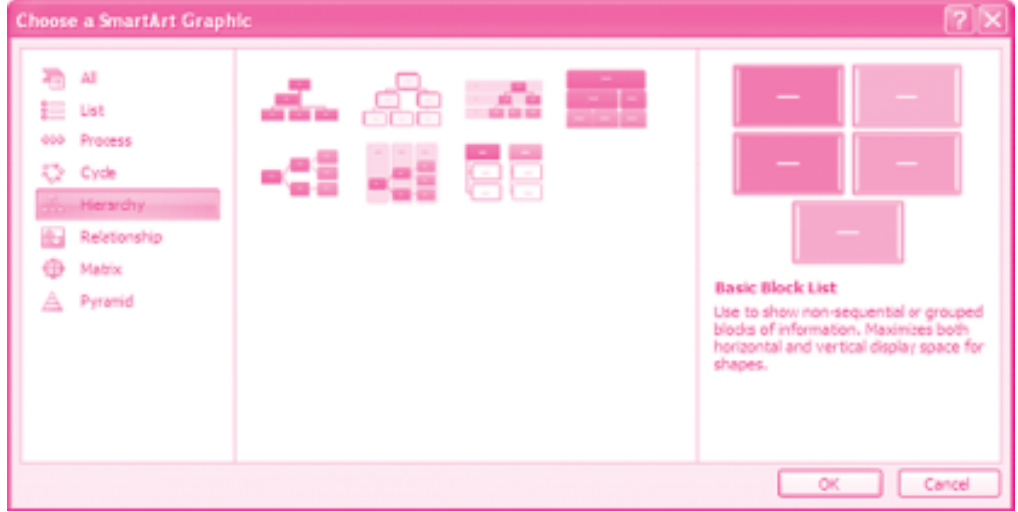 Choose a SmartArt Graphic
All
List
Process
Cycle
Hierarchy
Relationship
Matrix
Pyramid
Basic Block List
Use to show non-sequential or grouped
blocks of information. Maximizes both
horizontal and vertical display space for
shapes.
OK
Cancel